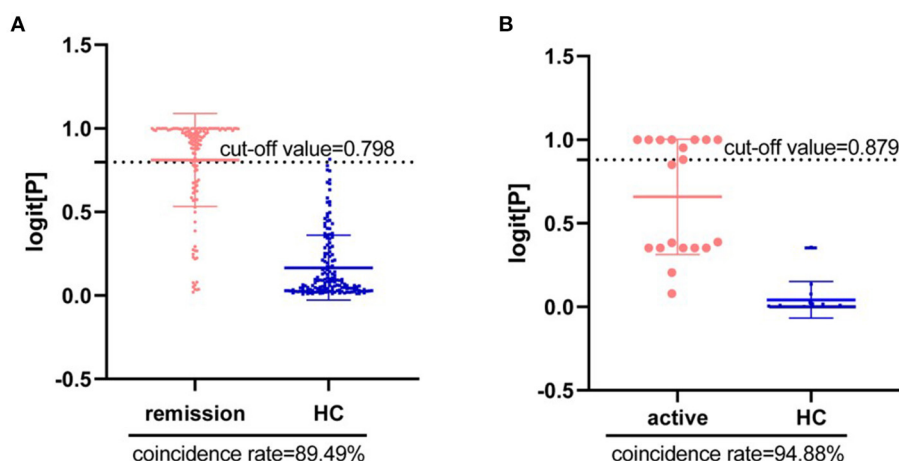 A
1.5
1.0
0.5
0.0
-0.5
logit[P]
cut-off value=0.798
remission HC
coincidence rate=89.49%
B
1.5
1.0
0.5
0.0
-0.5
logit[P]
cut-off value=0.879
active HC
coincidence rate=94.88%